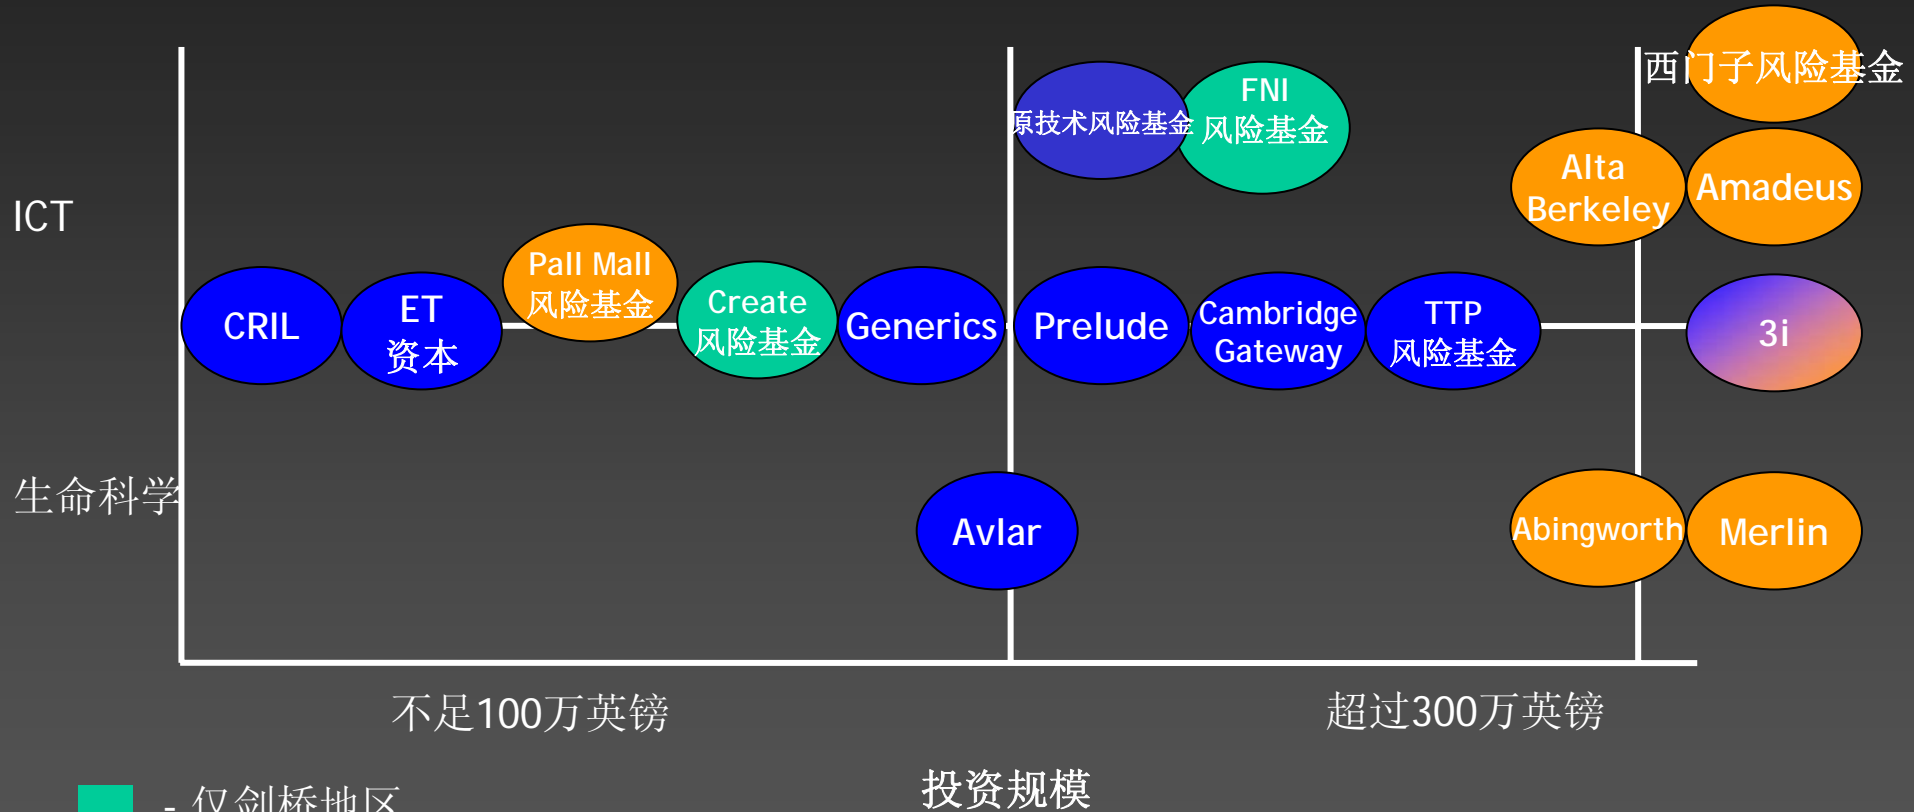 西门子风险基金
FNI
风险基金
原技术风险基金
Alta
Berkeley
Amadeus
ICT
Pall Mall
风险基金
CRIL
ET
资本
Create
风险基金
Generics
Prelude
Cambridge
Gateway
TTP
风险基金
3i
生命科学
Avlar
Abingworth
Merlin
不足100万英镑
超过300万英镑
投资规模
- 仅剑桥地区